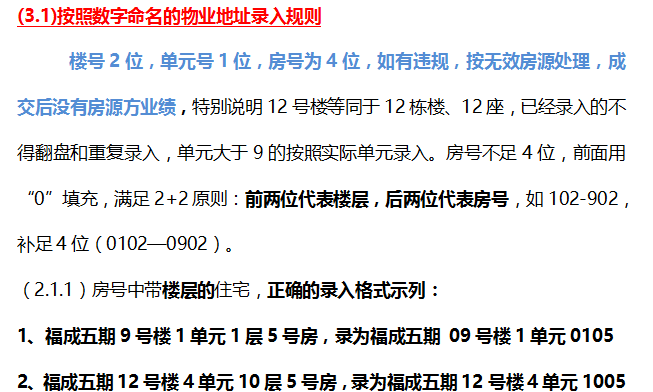 (3.1)按照数字命名的物业地址录入规则
楼号 2 位，单元号 1 位，房号为 4 位，如有违规，按无效房源处理，成
交后没有房源方业绩，特别说明 12 号楼等同于 12 栋楼、12 座，已经录入的不
得翻盘和重复录入，单元大于 9 的按照实际单元录入。房号不足 4 位，前面用
“0”填充，满足 2+2 原则：前两位代表楼层，后两位代表房号，如 102-902，
补足 4 位（0102—0902）。
（2.1.1）房号中带楼层的住宅，正确的录入格式示列：
1、福成五期 9 号楼 1 单元 1 层 5 号房，录为福成五期 09 号楼 1 单元 0105
2、福成五期 12 号楼 4 单元 10 层 5 号房，录为福成五期 12 号楼 4 单元 1005